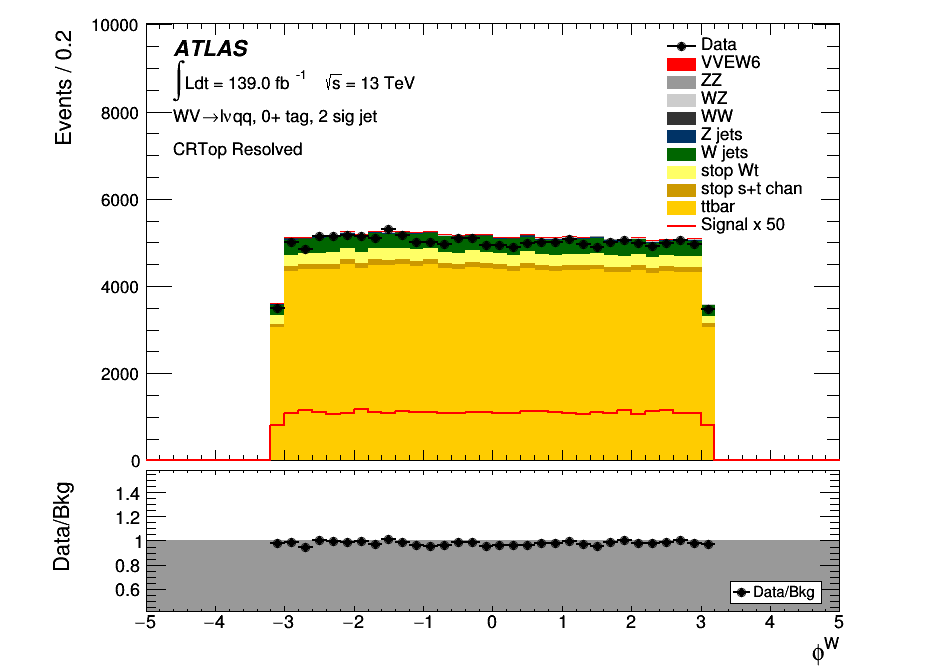 10000
8000
6000
4000
2000
0
Events / 0.2
ATLAS
∫Ldt = 139.0 fb⁻¹ √s = 13 TeV
WV→lνqq, 0+ tag, 2 sig jet
CRTop Resolved
Data
VVEW6
ZZ
WZ
WW
Z jets
W jets
stop Wt
stop s+t chan
ttbar
Signal x 50
Data/Bkg
1.4
1.2
1
0.8
0.6
Data/Bkg
−5 −4 −3 −2 −1 0 1 2 3 4 5
ϕᵂ